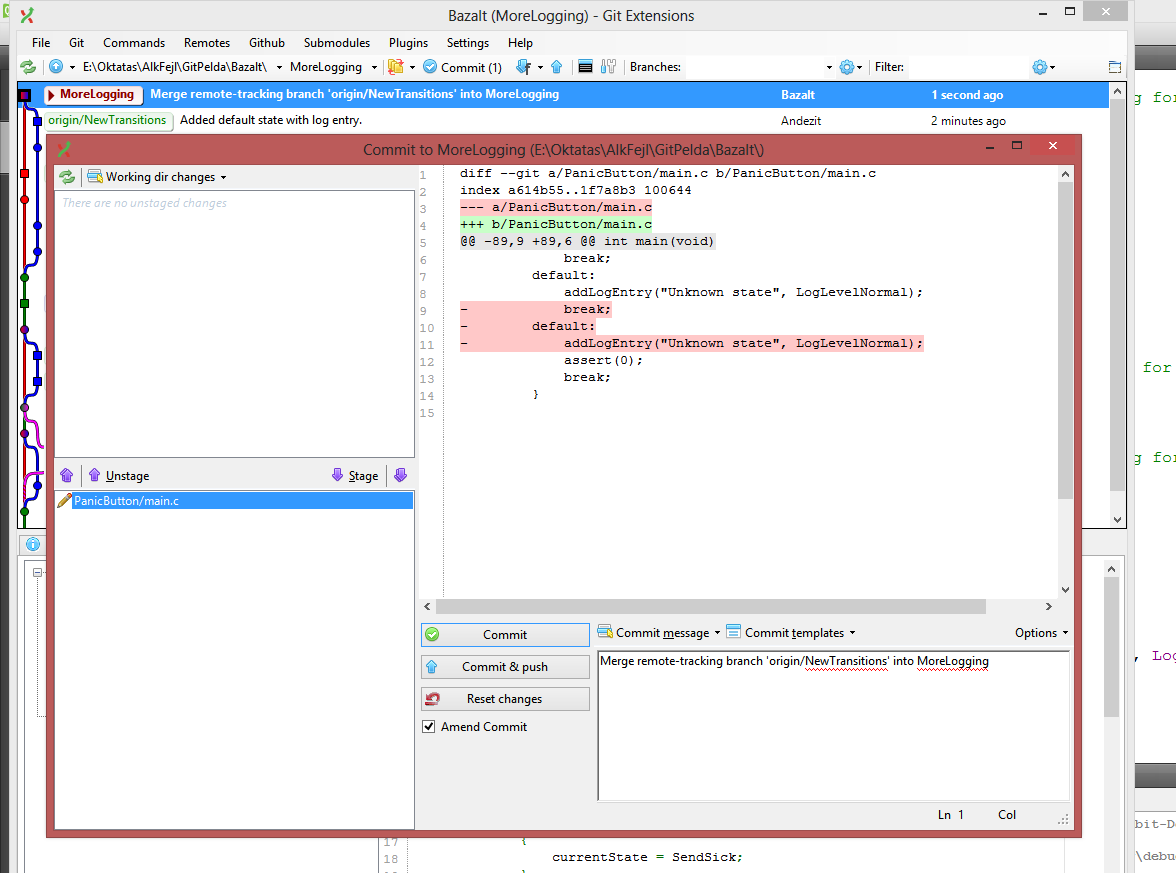 Bazalt (MoreLogging) - Git Extensions
File Git Commands Remotes Github Submodules Plugins Settings Help
E:\Oktatas\AlkFejl\GitPelda\Bazalt\ MoreLogging Commit (1) Branches: Filter:
MoreLogging Merge remote-tracking branch 'origin/NewTransitions' into MoreLogging Bazalt 1 second ago
origin/NewTransitions Added default state with log entry. Andezit 2 minutes ago
Commit to MoreLogging (E:\Oktatas\AlkFejl\GitPelda\Bazalt\)
Working dir changes
There are no unstaged changes
Unstage Stage
PanicButton/main.c
1 diff --git a/PanicButton/main.c b/PanicButton/main.c
2 index a614b55..1f7a8b3 100644
3 --- a/PanicButton/main.c
4 +++ b/PanicButton/main.c
5 @@ -89,9 +89,6 @@ int main(void)
6 break;
7 default:
8 addLogEntry("Unknown state", LogLevelNormal);
9 - break;
10 - default:
11 - addLogEntry("Unknown state", LogLevelNormal);
12 assert(0);
13 break;
14 }
15
Commit
Commit & push
Reset changes
Amend Commit
Commit message Commit templates Options
Merge remote-tracking branch 'origin/NewTransitions' into MoreLogging
Ln 1 Col
17 {
18 currentState = SendSick;
g for
for
g for
, Log
bit-De
\debu